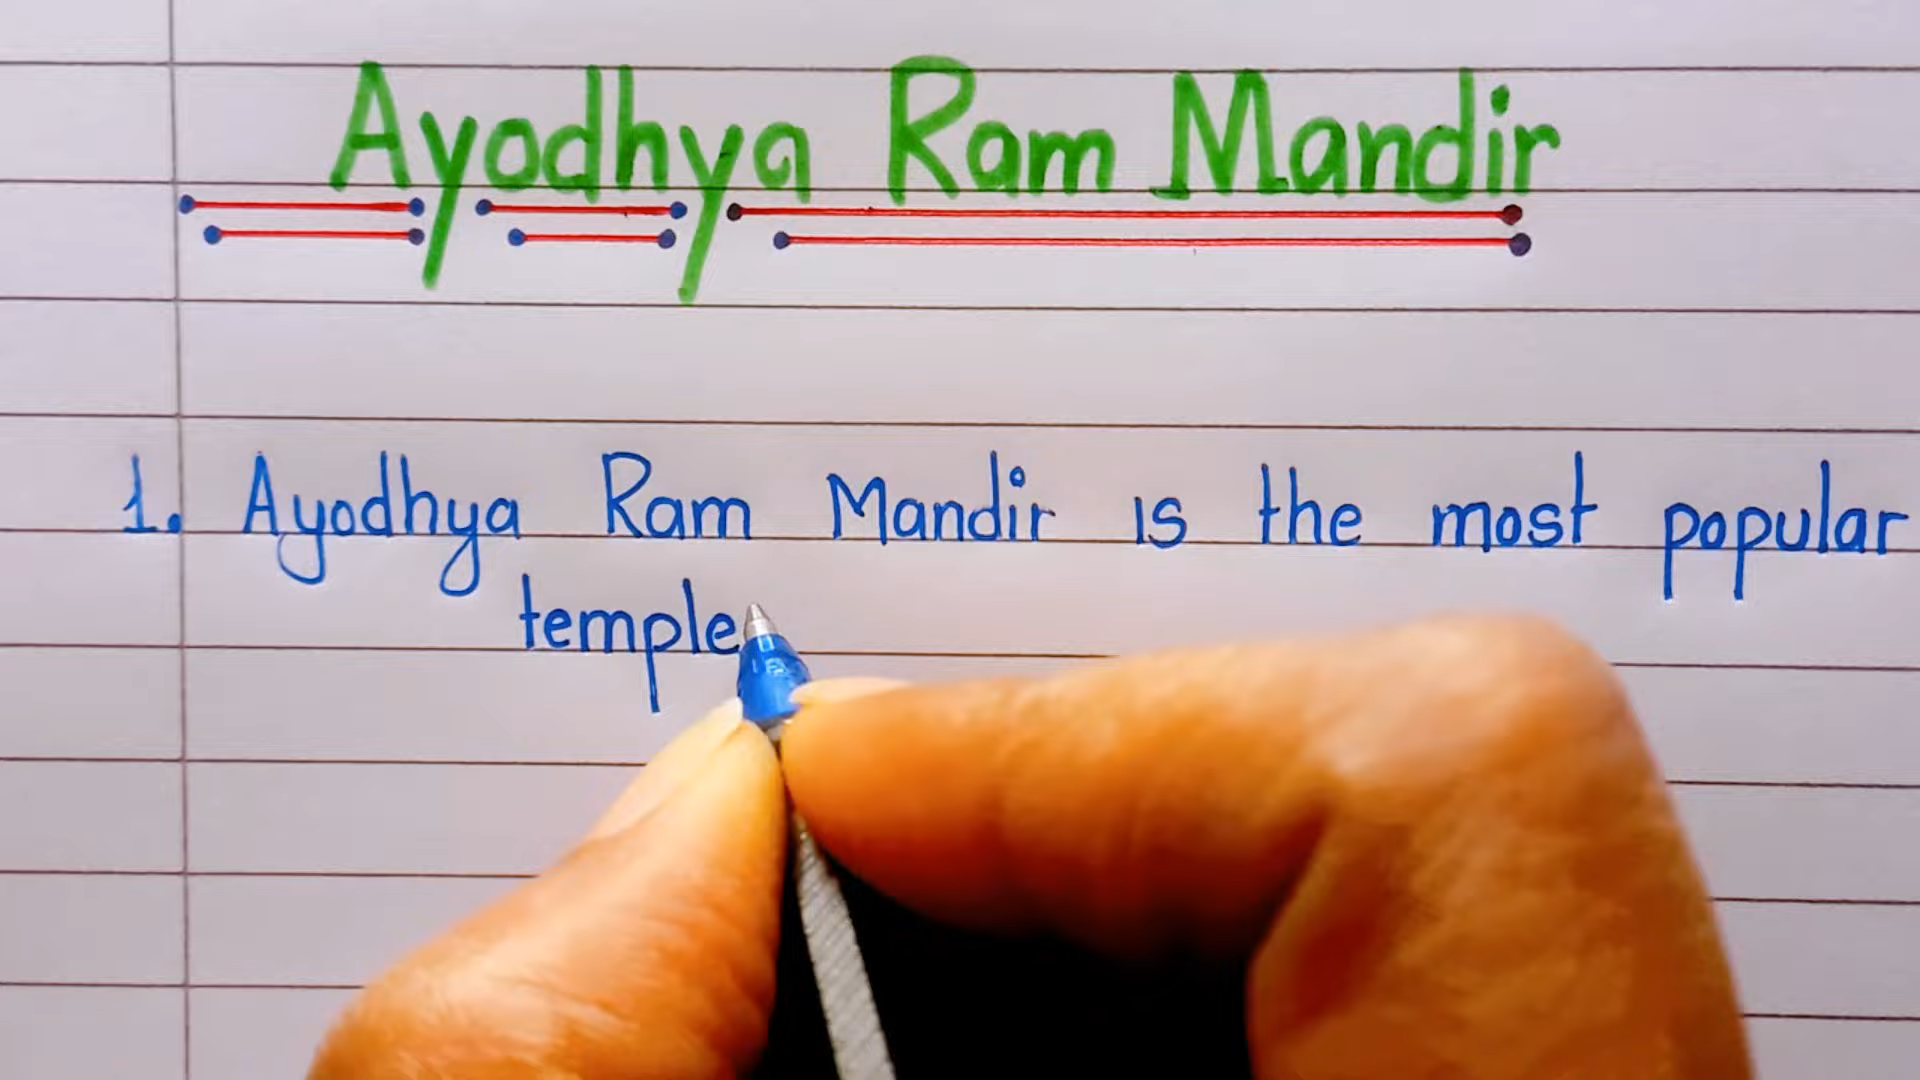 Ayodhya Ram Mandir
1. Ayodhya Ram Mandir is the most popular
temple